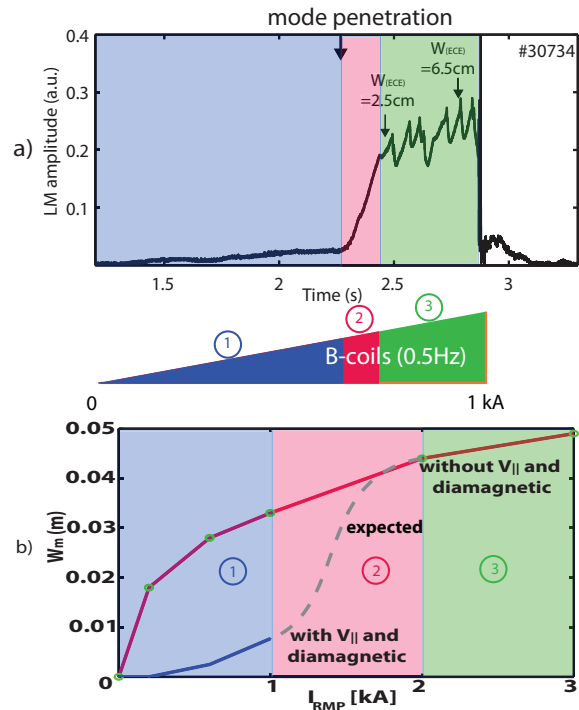 mode penetration
a)
LM amplitude (a.u.)
0.4
0.3
0.2
0.1
#30734
W(ECE)
=2.5cm
W(ECE)
=6.5cm
1.5
2
2.5
3
Time (s)
1
2
3
B-coils (0.5Hz)
0
1 kA
b)
Wm (m)
0.05
0.04
0.03
0.02
0.01
0
without V|| and
diamagnetic
expected
1
2
3
with V|| and
diamagnetic
1
2
3
IRMP [kA]